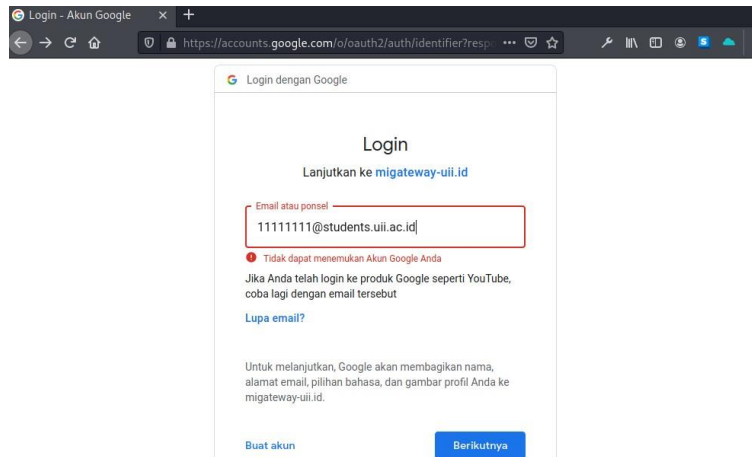 Login - Akun Google
https://accounts.google.com/o/oauth2/auth/identifier?resp
Login dengan Google
Login
Lanjutkan ke migateway-uii.id
Email atau ponsel
11111111@students.uii.ac.id
Tidak dapat menemukan Akun Google Anda
Jika Anda telah login ke produk Google seperti YouTube,
coba lagi dengan email tersebut
Lupa email?
Untuk melanjutkan, Google akan membagikan nama,
alamat email, pilihan bahasa, dan gambar profil Anda ke
migateway-uii.id.
Buat akun Berikutnya